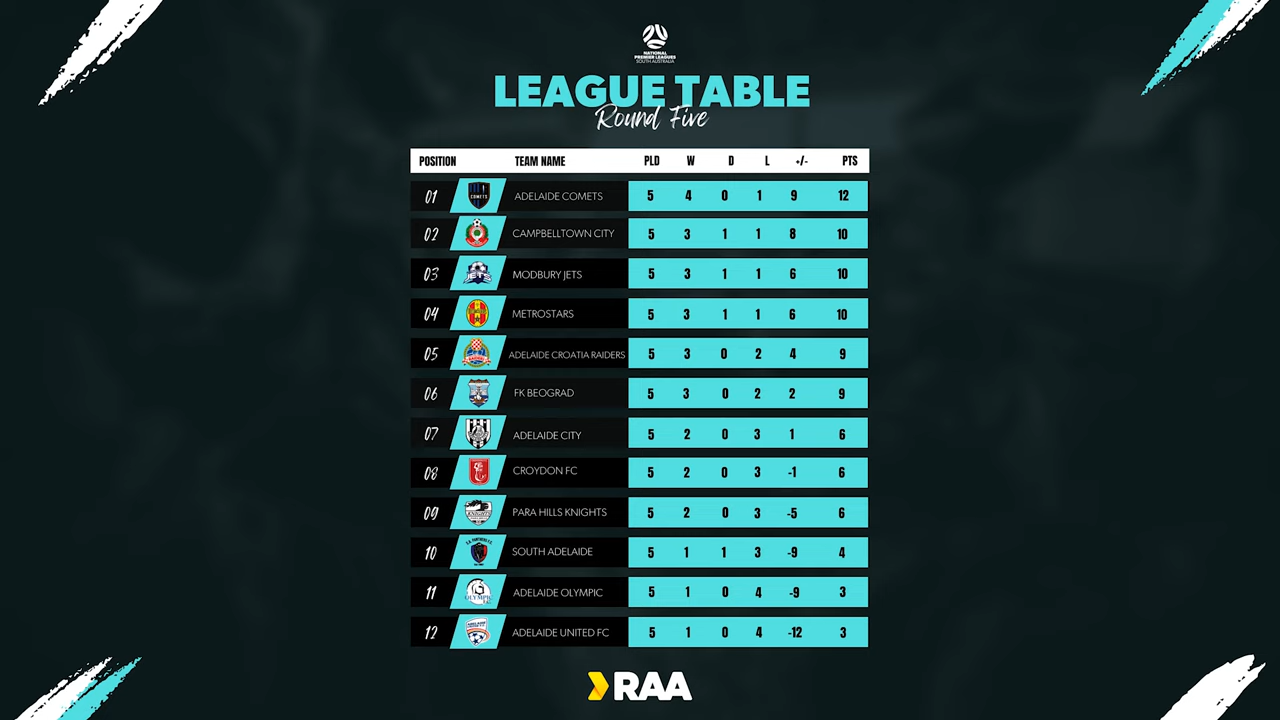 NATIONAL
PREMIER LEAGUES
SOUTH AUSTRALIA
LEAGUE TABLE
Round Five
POSITION TEAM NAME PLD W D L +/- PTS
01 COMETS ADELAIDE COMETS 5 4 0 1 9 12
02 CAMPBELLTOWN CITY 5 3 1 1 8 10
03 JETS MODBURY JETS 5 3 1 1 6 10
04 METROSTARS 5 3 1 1 6 10
05 RAIDERS ADELAIDE CROATIA RAIDERS 5 3 0 2 4 9
06 FK BEOGRAD 5 3 0 2 2 9
07 ADELAIDE CITY 5 2 0 3 1 6
08 CROYDON FC 5 2 0 3 -1 6
09 KNIGHTS PARA HILLS KNIGHTS 5 2 0 3 -5 6
10 SOUTH ADELAIDE 5 1 1 3 -9 4
11 OLYMPIC ADELAIDE OLYMPIC 5 1 0 4 -9 3
12 ADELAIDE UNITED FC 5 1 0 4 -12 3
RAA